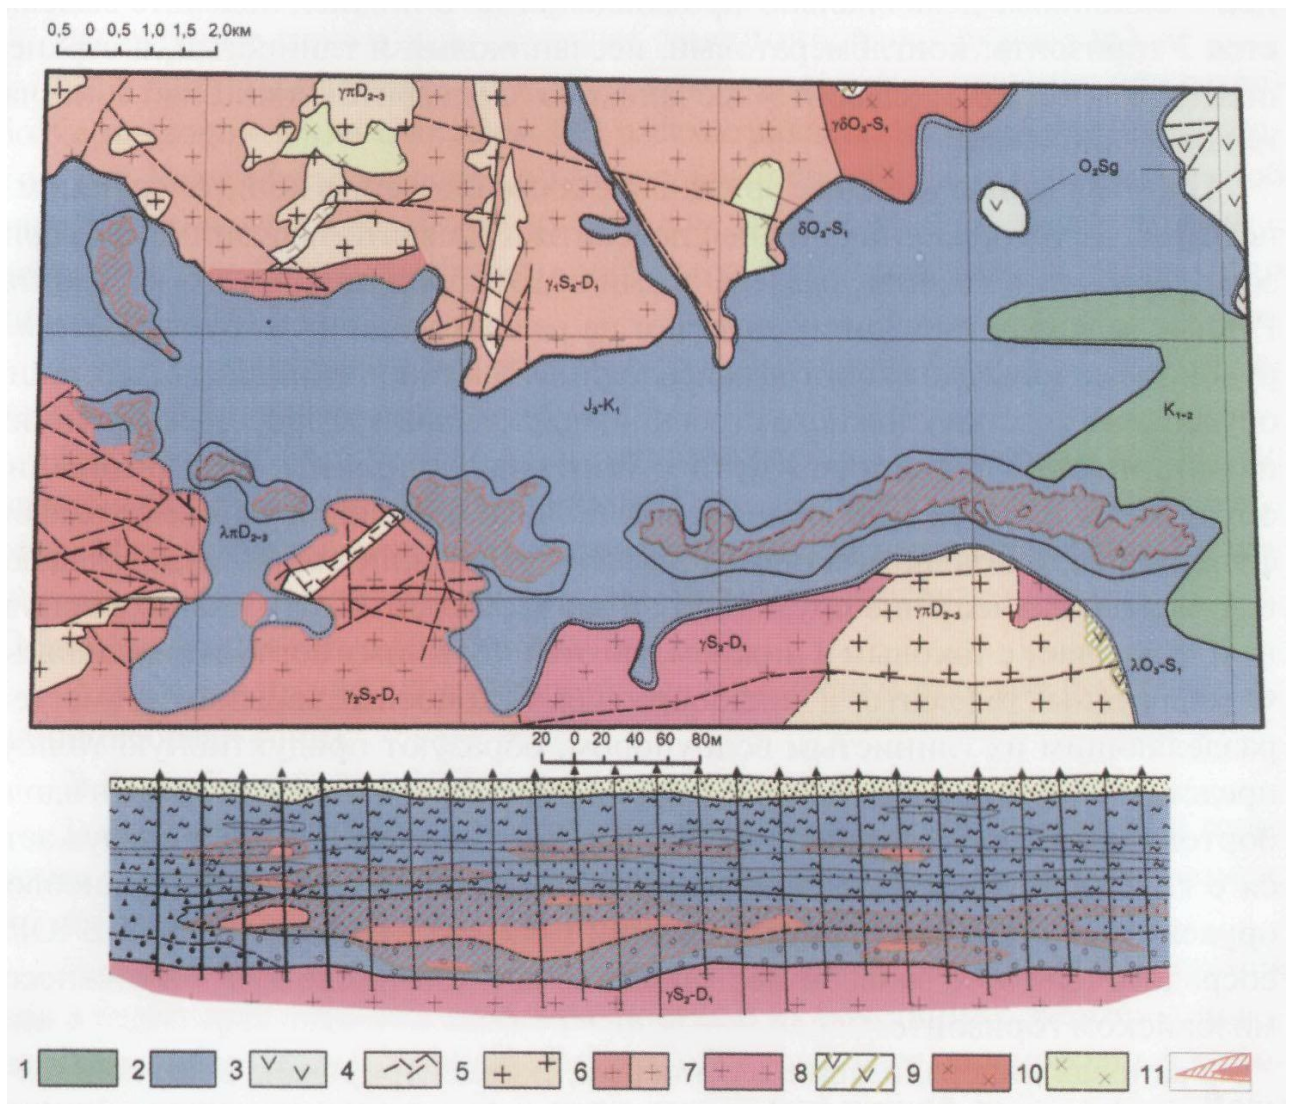 0,5 0 0,5 1,0 1,5 2,0км
γπD₂₋₃
γδO₃-S₁
O₂Sg
δO₃-S₁
γ₁S₂-D₁
J₃-K₁
K₁₋₂
λπD₂₋₃
γπD₂₋₃
γS₂-D₁
λO₃-S₁
γ₂S₂-D₁
20 0 20 40 60 80м
γS₂-D₁
1 2 3 4 5 6 7 8 9 10 11